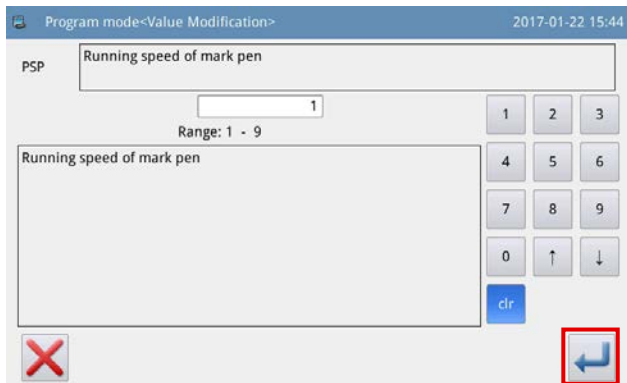 Program mode<Value Modification>
2017-01-22 15:44
PSP
Running speed of mark pen
1
Range: 1 - 9
Running speed of mark pen
1 2 3
4 5 6
7 8 9
0 ↑ ↓
clr